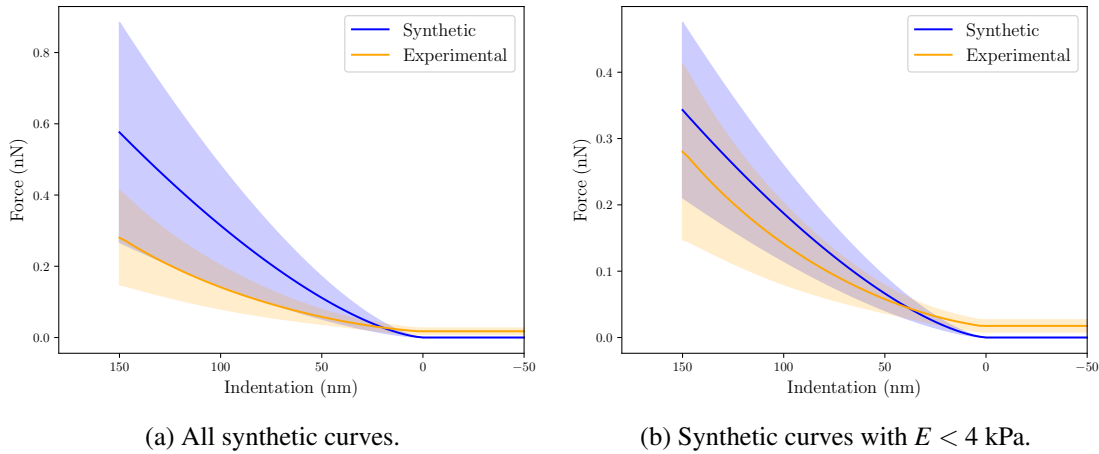 Synthetic
Experimental
0.8
0.6
0.4
0.2
0.0
Force (nN)
150
100
50
0
−50
Indentation (nm)
(a) All synthetic curves.
Synthetic
Experimental
0.4
0.3
0.2
0.1
0.0
Force (nN)
150
100
50
0
−50
Indentation (nm)
(b) Synthetic curves with E < 4 kPa.